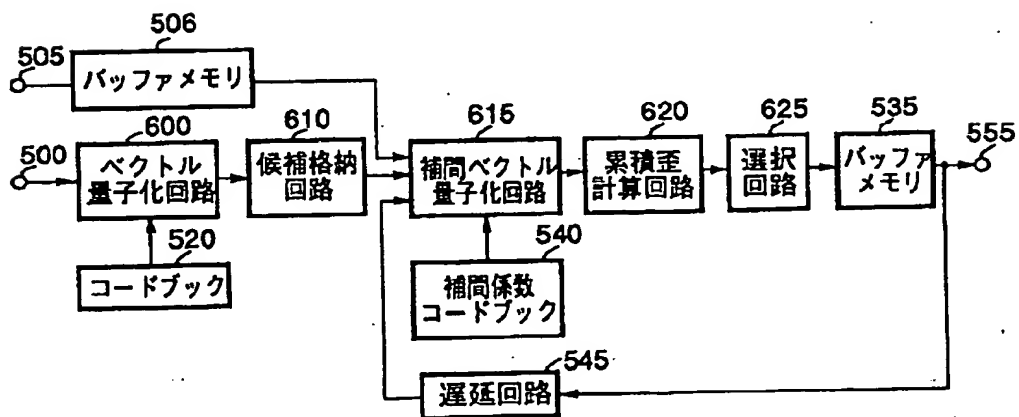 506
505
バッファメモリ
600
610
615
620
625
535
555
500
ベクトル
量子化回路
候補格納
回路
補間ベクトル
量子化回路
累積歪
計算回路
選択
回路
バッファ
メモリ
520
コードブック
540
補間係数
コードブック
545
遅延回路